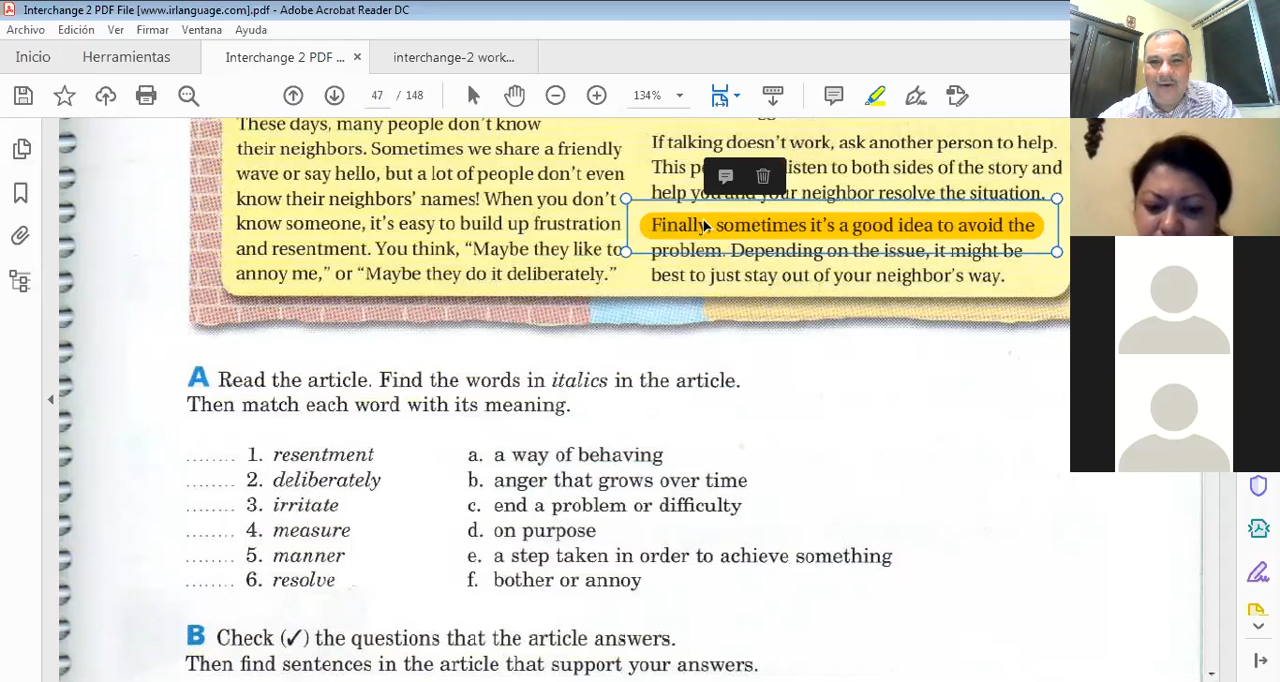 Interchange 2 PDF File [www.irlanguage.com].pdf - Adobe Acrobat Reader DC
Archivo Edición Ver Firmar Ventana Ayuda
Inicio Herramientas Interchange 2 PDF ... × interchange-2 work...
47 / 148 134%
These days, many people don't know
their neighbors. Sometimes we share a friendly
wave or say hello, but a lot of people don't even
know their neighbors' names! When you don't
know someone, it's easy to build up frustration
and resentment. You think, “Maybe they like to
annoy me,” or “Maybe they do it deliberately.”
If talking doesn't work, ask another person to help.
This listen to both sides of the story and
help you and your neighbor resolve the situation.
Finally, sometimes it's a good idea to avoid the
problem. Depending on the issue, it might be
best to just stay out of your neighbor's way.
A Read the article. Find the words in italics in the article.
Then match each word with its meaning.
........ 1. resentment
........ 2. deliberately
........ 3. irritate
........ 4. measure
........ 5. manner
........ 6. resolve
a. a way of behaving
b. anger that grows over time
c. end a problem or difficulty
d. on purpose
e. a step taken in order to achieve something
f. bother or annoy
B Check (✓) the questions that the article answers.
Then find sentences in the article that support your answers.